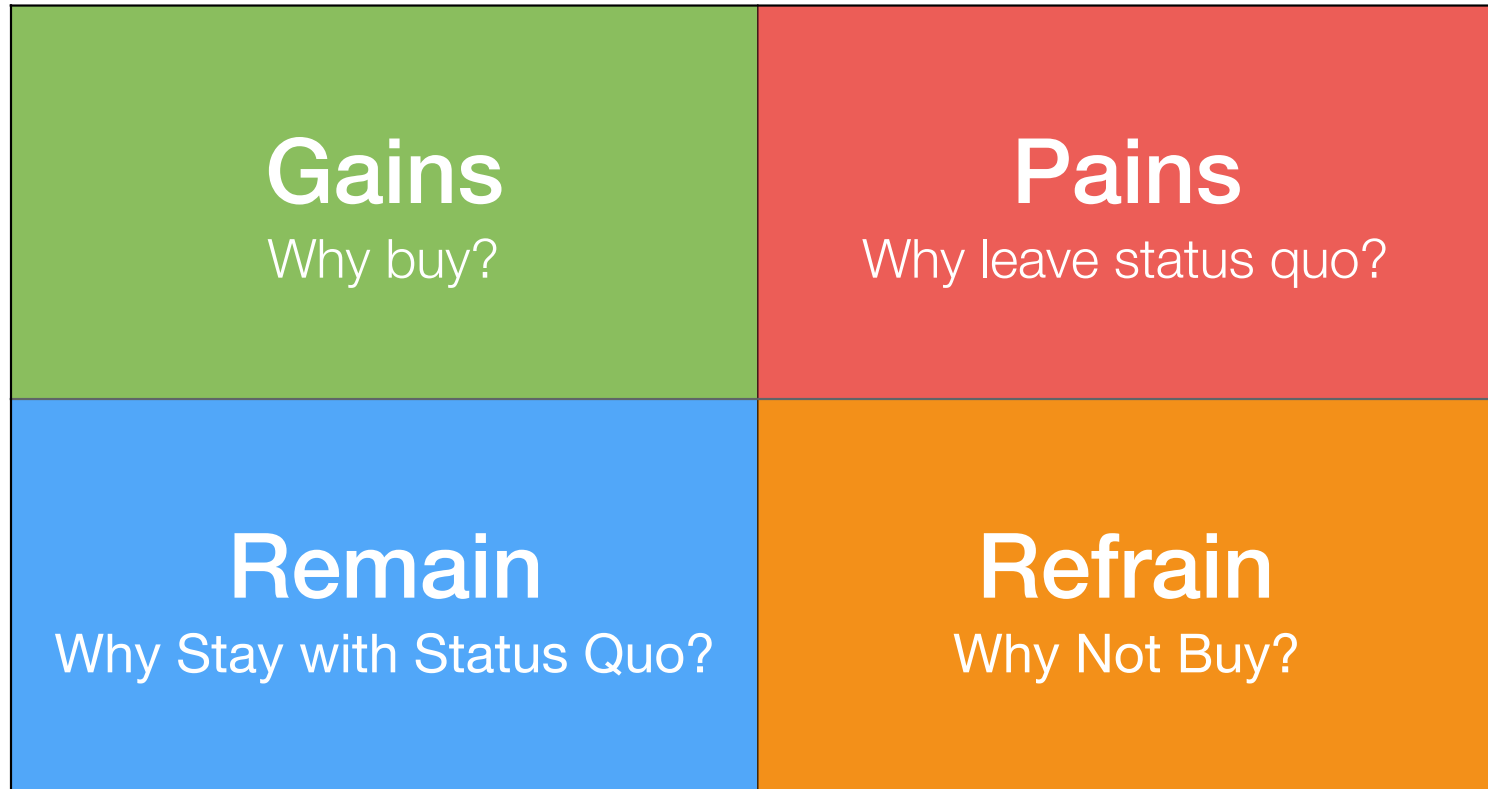 Gains
Why buy?
Pains
Why leave status quo?
Remain
Why Stay with Status Quo?
Refrain
Why Not Buy?